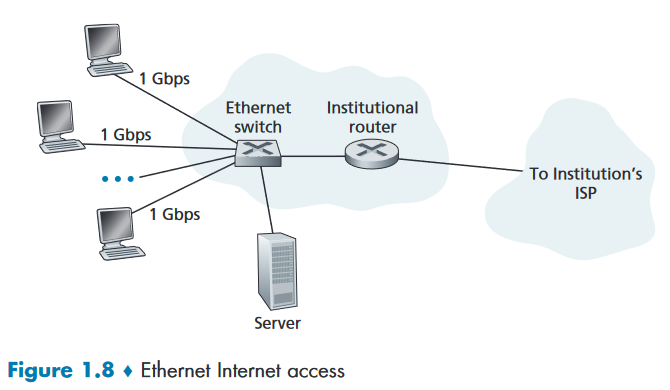 1 Gbps
Ethernet
switch
Institutional
router
1 Gbps
To Institution's
ISP
1 Gbps
Server
Figure 1.8 ♦ Ethernet Internet access